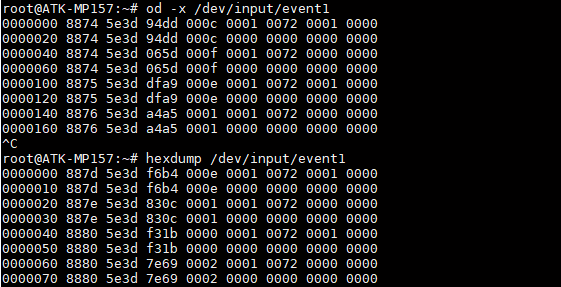 root@ATK-MP157:~# od -x /dev/input/event1
0000000 8874 5e3d 94dd 000c 0001 0072 0001 0000
0000020 8874 5e3d 94dd 000c 0000 0000 0000 0000
0000040 8874 5e3d 065d 000f 0001 0072 0000 0000
0000060 8874 5e3d 065d 000f 0000 0000 0000 0000
0000100 8875 5e3d dfa9 000e 0001 0072 0001 0000
0000120 8875 5e3d dfa9 000e 0000 0000 0000 0000
0000140 8876 5e3d a4a5 0001 0001 0072 0000 0000
0000160 8876 5e3d a4a5 0001 0000 0000 0000 0000
^C
root@ATK-MP157:~# hexdump /dev/input/event1
0000000 887d 5e3d f6b4 000e 0001 0072 0001 0000
0000010 887d 5e3d f6b4 000e 0000 0000 0000 0000
0000020 887e 5e3d 830c 0001 0001 0072 0000 0000
0000030 887e 5e3d 830c 0001 0000 0000 0000 0000
0000040 8880 5e3d f31b 0000 0001 0072 0001 0000
0000050 8880 5e3d f31b 0000 0000 0000 0000 0000
0000060 8880 5e3d 7e69 0002 0001 0072 0000 0000
0000070 8880 5e3d 7e69 0002 0000 0000 0000 0000